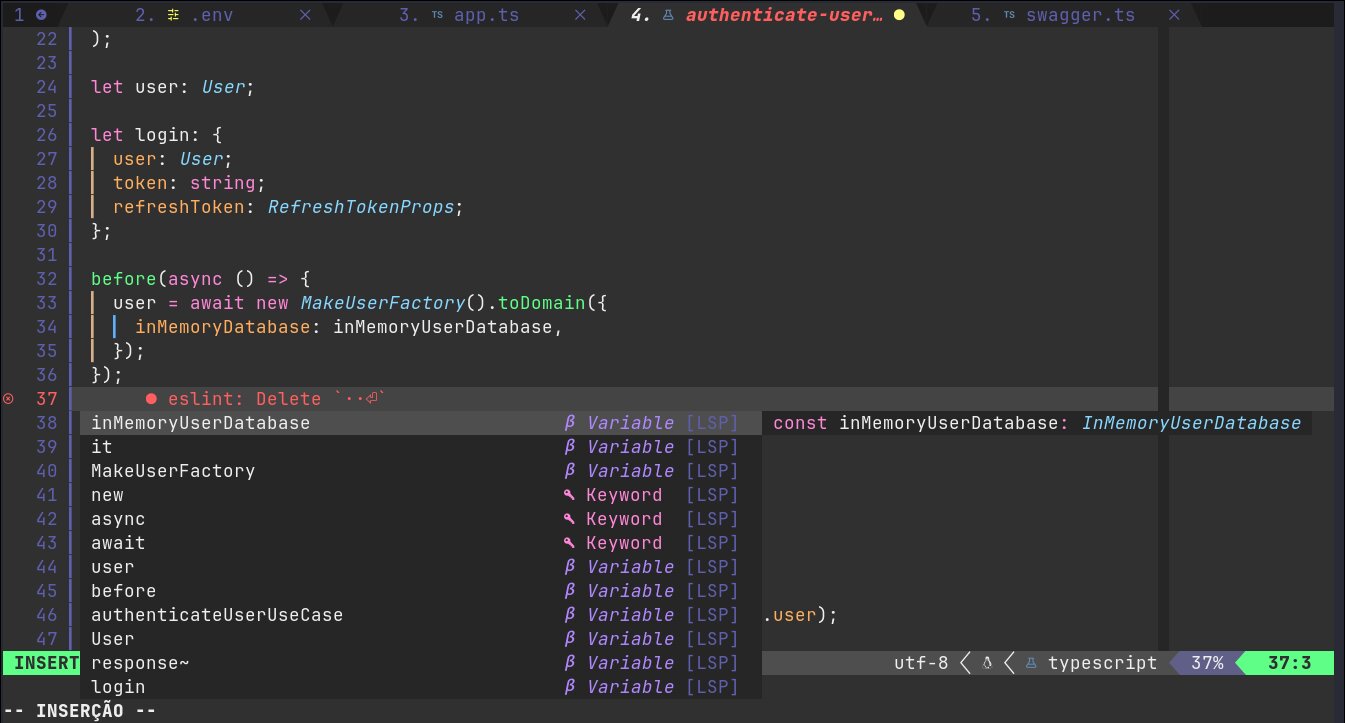 1 2. .env 3. TS app.ts 4. authenticate-user… 5. TS swagger.ts
22 );
23
24 let user: User;
25
26 let login: {
27 user: User;
28 token: string;
29 refreshToken: RefreshTokenProps;
30 };
31
32 before(async () => {
33 user = await new MakeUserFactory().toDomain({
34 inMemoryDatabase: inMemoryUserDatabase,
35 });
36 });
37 ● eslint: Delete `··⏎`
38 inMemoryUserDatabase β Variable [LSP] const inMemoryUserDatabase: InMemoryUserDatabase
39 it β Variable [LSP]
40 MakeUserFactory β Variable [LSP]
41 new Keyword [LSP]
42 async Keyword [LSP]
43 await Keyword [LSP]
44 user β Variable [LSP]
45 before β Variable [LSP]
46 authenticateUserUseCase β Variable [LSP] .user);
47 User β Variable [LSP]
INSERT response~ β Variable [LSP] utf-8 typescript 37% 37:3
login β Variable [LSP]
-- INSERÇÃO --